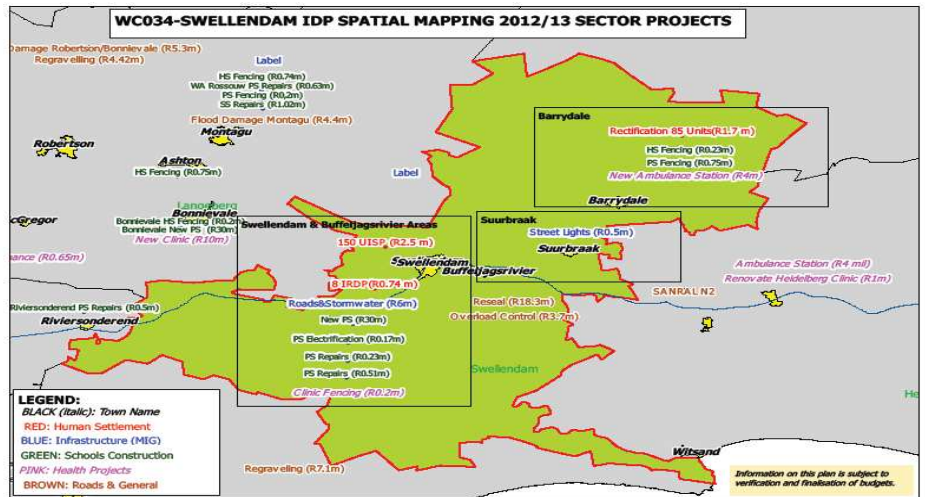 WC034-SWELLENDAM IDP SPATIAL MAPPING 2012/13 SECTOR PROJECTS
Damage Robertson/Bonnievale (R5.3m)
Regravelling (R4.42m)
Label
HS Fencing (R0.74m)
WA Rossouw PS Repairs (R0.63m)
PS Fencing (R0,2m)
SS Repairs (R1.02m)
Flood Damage Montagu (R4.4m)
Montagu
Robertson
Ashton
HS Fencing (R0.75m)
Label
Barrydale
Rectification 85 Units(R1.7 m)
HS Fencing (R0.23m)
PS Fencing (R0.75m)
New Ambulance Station (R4m)
Barrydale
Langeberg
Bonnievale
cGregor
Bonnievale HS Fencing (R0.2m)
Bonnievale New PS (R30m)
New Clinic (R10m)
ance (R0.65m)
Swellendam & Buffeljagsrivier Areas
150 UISP (R2.5 m)
Swellendam
Buffeljagsrivier
8 IRDP(R0.74 m)
Roads&Stormwater (R6m)
New PS (R30m)
PS Electrification (R0.17m)
PS Repairs (R0.23m)
PS Repairs (R0.51m)
Clinic Fencing (R0.2m)
Suurbraak
Street Lights (R0.5m)
Suurbraak
Ambulance Station (R4 mil)
Renovate Heidelberg Clinic (R1m)
SANRAL N2
Reseal (R18.3m)
Overload Control (R3.7m)
Riviersonderend PS Repairs (R0.5m)
Riviersonderend
Swellendam
He
Witsand
Regraveling (R7.1m)
LEGEND:
BLACK (italic): Town Name
RED: Human Settlement
BLUE: Infrastructure (MIG)
GREEN: Schools Construction
PINK: Health Projects
BROWN: Roads & General
Information on this plan is subject to
verification and finalisation of budgets.